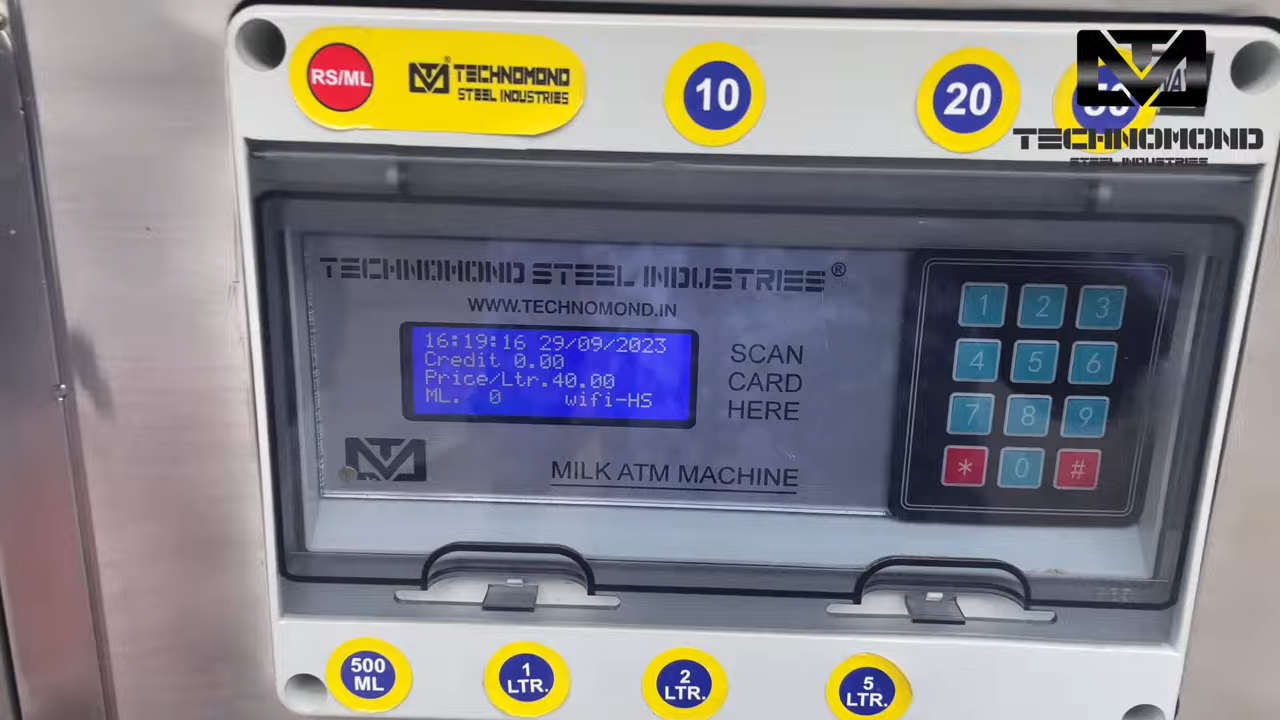 RS/ML
TECHNOMOND
STEEL INDUSTRIES
10
20
TECHNOMOND
STEEL INDUSTRIES
TECHNOMOND STEEL INDUSTRIES®
WWW.TECHNOMOND.IN
16:19:16 29/09/2023
Credit 0.00
Price/Ltr.40.00
ML. 0 wifi-HS
SCAN
CARD
HERE
MILK ATM MACHINE
1 2 3
4 5 6
7 8 9
* 0 #
500
ML
1
LTR.
2
LTR.
5
LTR.